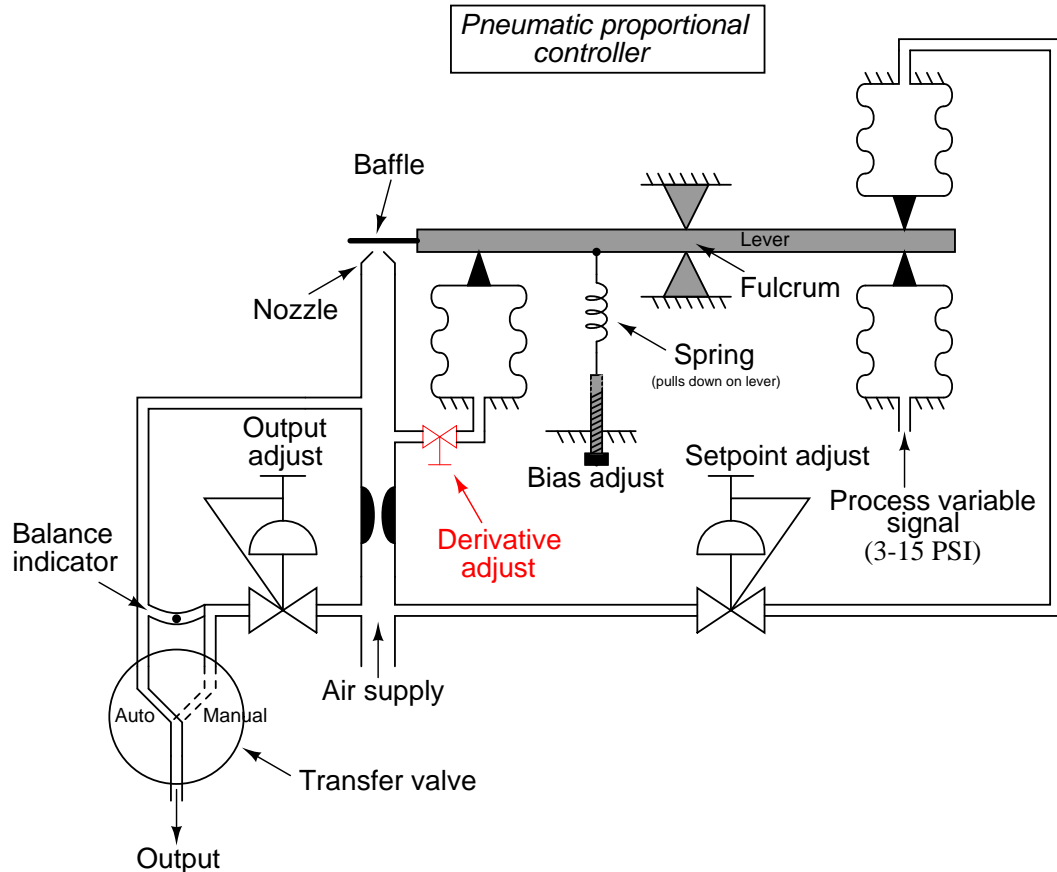 Pneumatic proportional
controller
Baffle
Lever
Nozzle
Fulcrum
Spring
(pulls down on lever)
Output
adjust
Bias adjust
Setpoint adjust
Process variable
signal
(3-15 PSI)
Derivative
adjust
Balance
indicator
Air supply
Auto
Manual
Transfer valve
Output